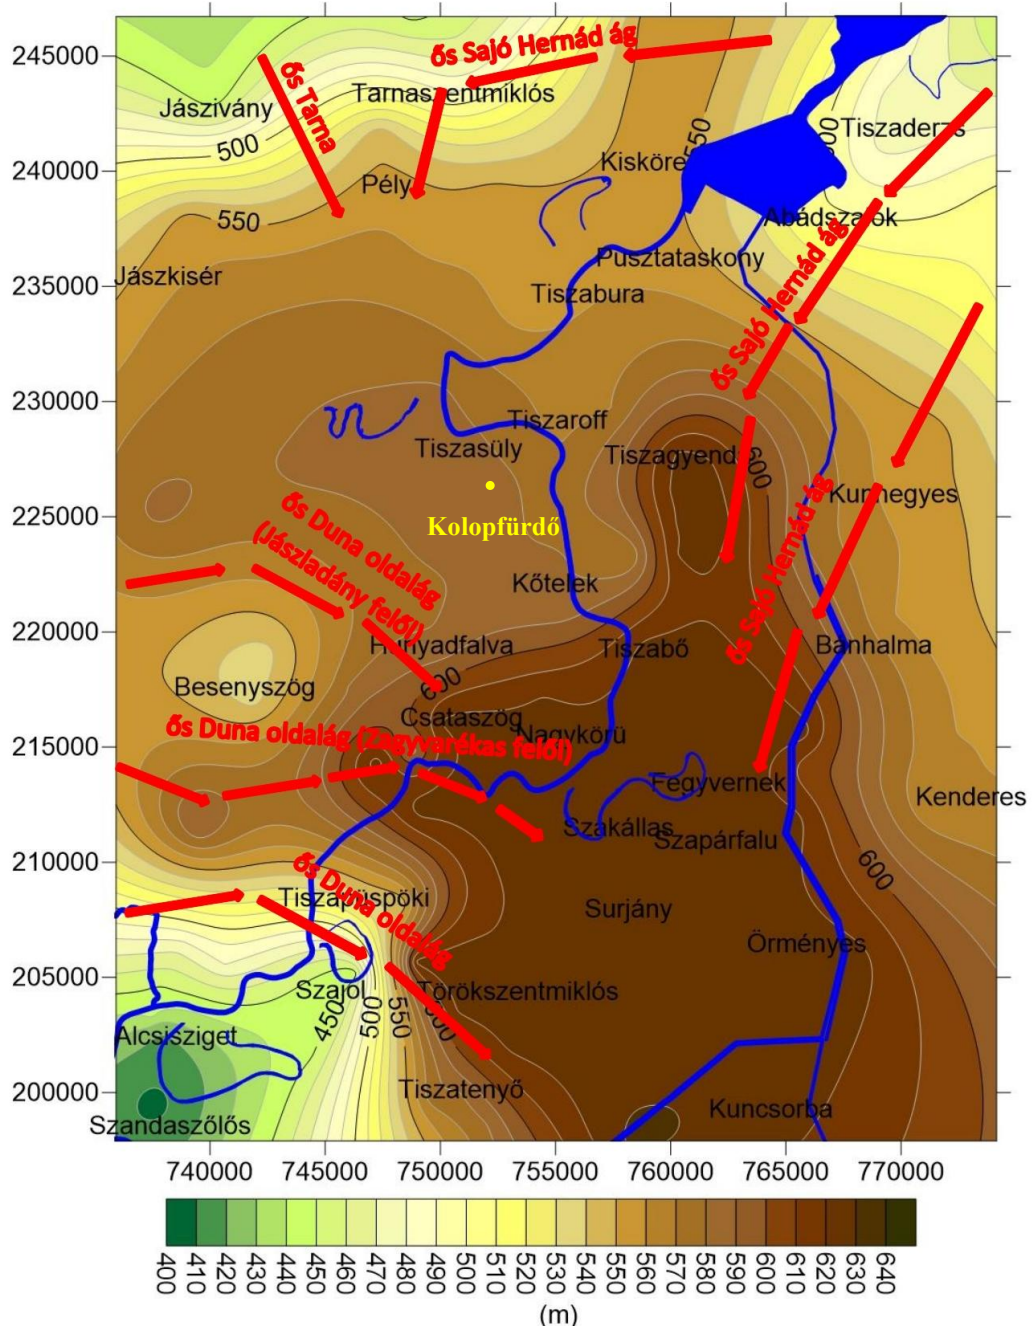 245000
240000
235000
230000
225000
220000
215000
210000
205000
200000
ős Sajó Hernád ág
ős Tarna
Jászivány
Tarnaszentmiklós
500
550
500
Tiszaderzs
Kisköre
Pély
550
Abádszalók
Jászkisér
Pusztataskony
Tiszabura
ős Sajó Hernád ág
Tiszaroff
Tiszasüly
Tiszagyenda
600
Kunhegyes
Kolopfürdő
ős Duna oldalág
(Jászladány felől)
ős Sajó Hernád ág
Kőtelek
Hunyadfalva
Tiszabő
Bánhalma
Besenyszög
600
Csataszög
Nagykörü
ős Duna oldalág (Zagyvarékas felől)
Fegyvernek
Kenderes
Szakállas
Szapárfalu
600
ős Duna oldalág
Tiszapüspöki
Surjány
Örményes
Szajol
Törökszentmiklós
450
500
550
600
Alcsisziget
Tiszatenyő
Szandaszőlős
Kuncsorba
740000 745000 750000 755000 760000 765000 770000
400 410 420 430 440 450 460 470 480 490 500 510 520 530 540 550 560 570 580 590 600 610 620 630 640
(m)